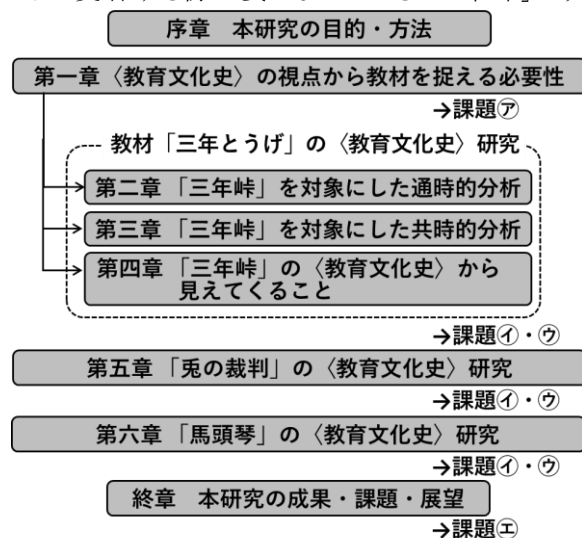 序章 本研究の目的・方法
第一章〈教育文化史〉の視点から教材を捉える必要性
→課題㋐
教材「三年とうげ」の〈教育文化史〉研究
第二章「三年峠」を対象にした通時的分析
第三章「三年峠」を対象にした共時的分析
第四章「三年峠」の〈教育文化史〉から
見えてくること
→課題㋑・㋒
第五章「兎の裁判」の〈教育文化史〉研究
→課題㋑・㋒
第六章「馬頭琴」の〈教育文化史〉研究
→課題㋑・㋒
終章 本研究の成果・課題・展望
→課題㋓